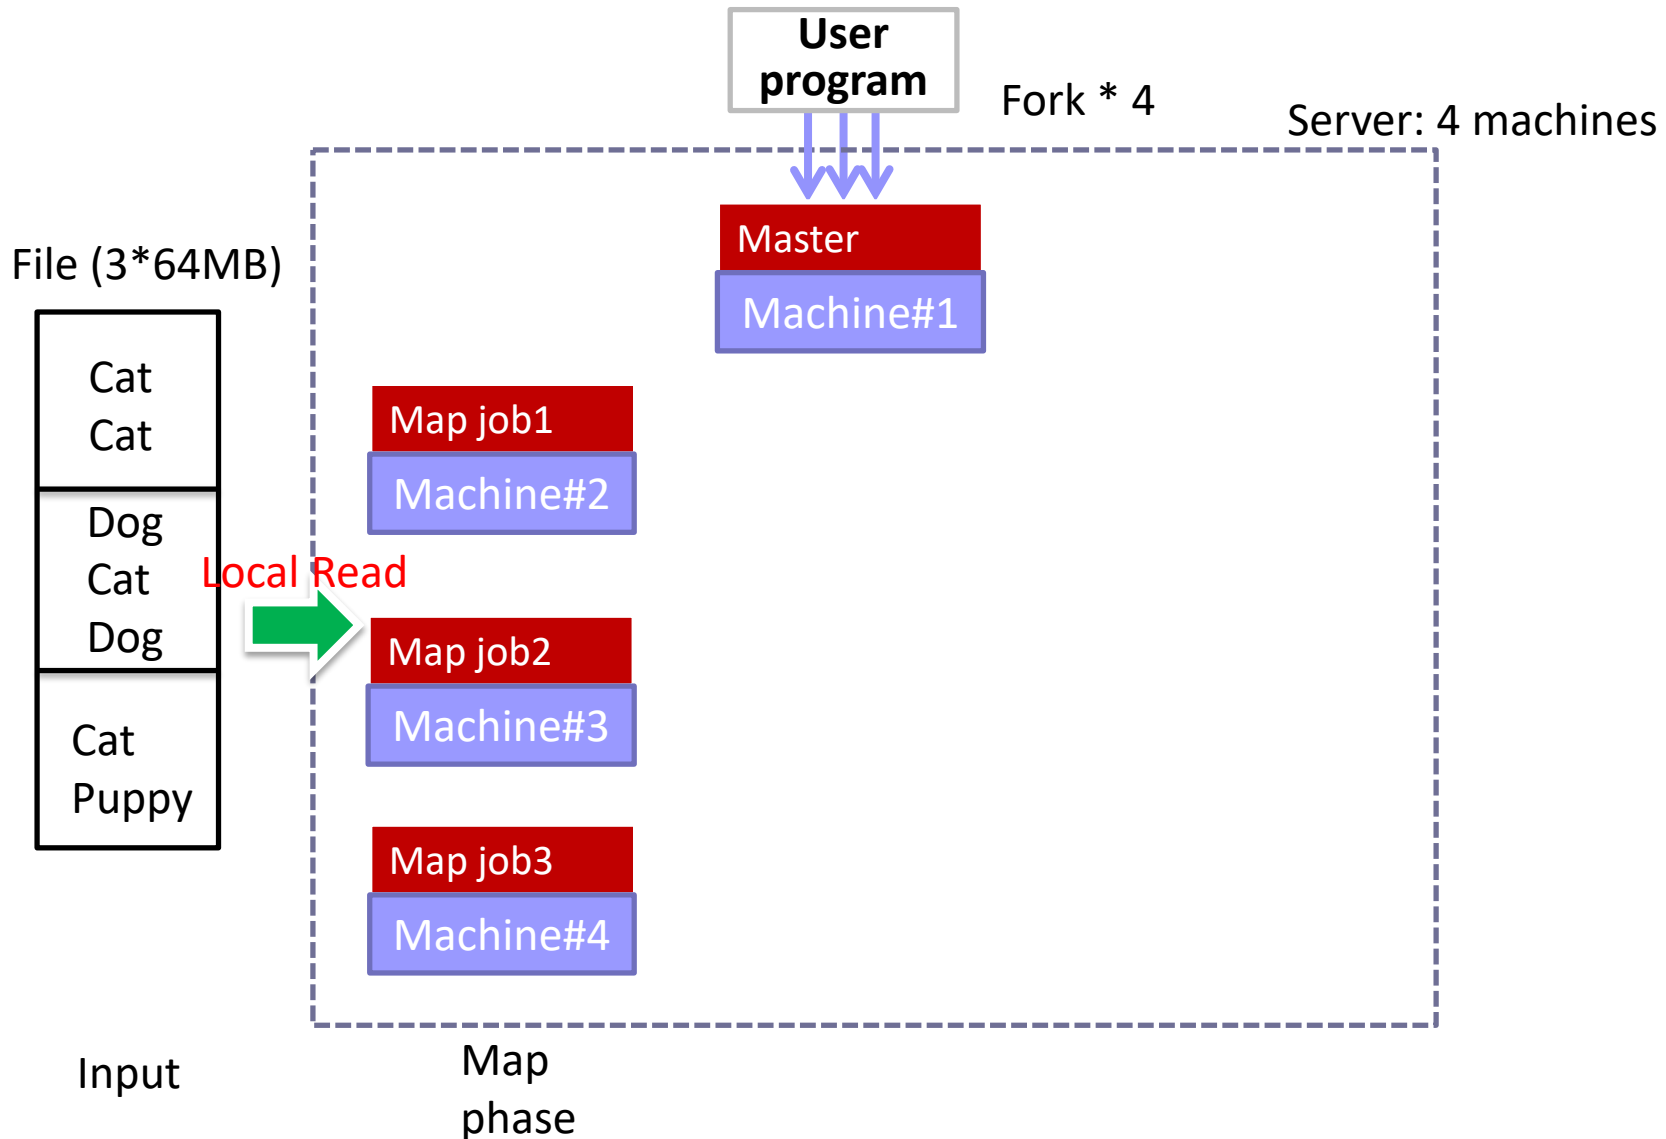 User
program
Fork * 4
Server: 4 machines
Master
Machine#1
File (3*64MB)
Cat
Cat
Dog
Cat
Dog
Cat
Puppy
Local Read
Map job1
Machine#2
Map job2
Machine#3
Map job3
Machine#4
Input
Map
phase